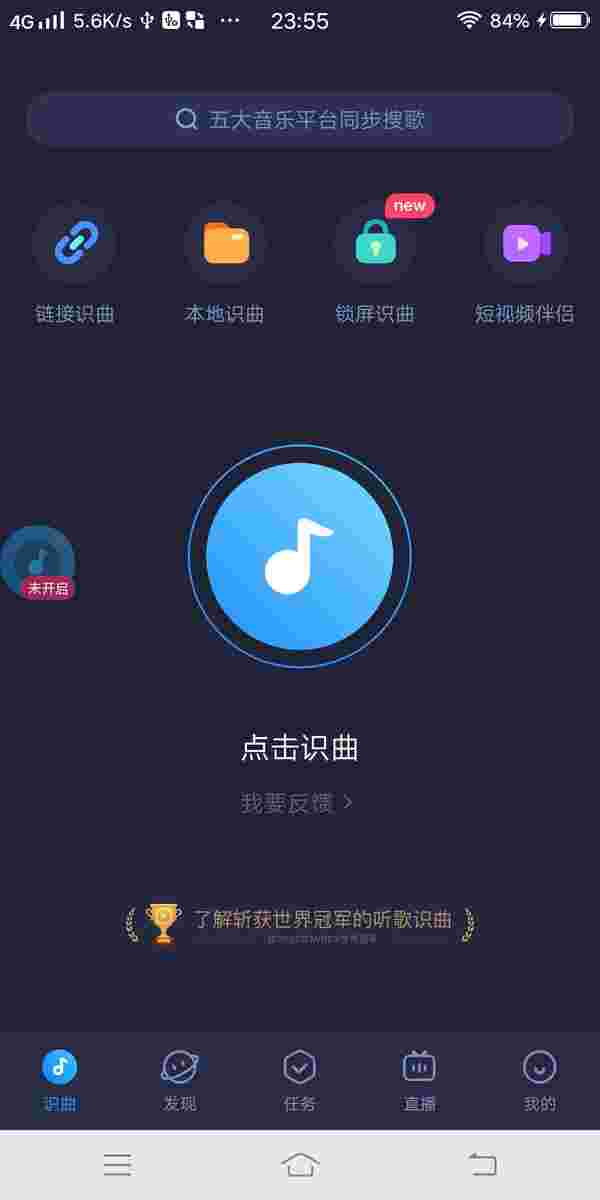 4G 5.6K/s 23:55 84%
五大音乐平台同步搜歌
new
链接识曲 本地识曲 锁屏识曲 短视频伴侣
未开启
点击识曲
我要反馈
了解斩获世界冠军的听歌识曲
识曲 发现 任务 直播 我的